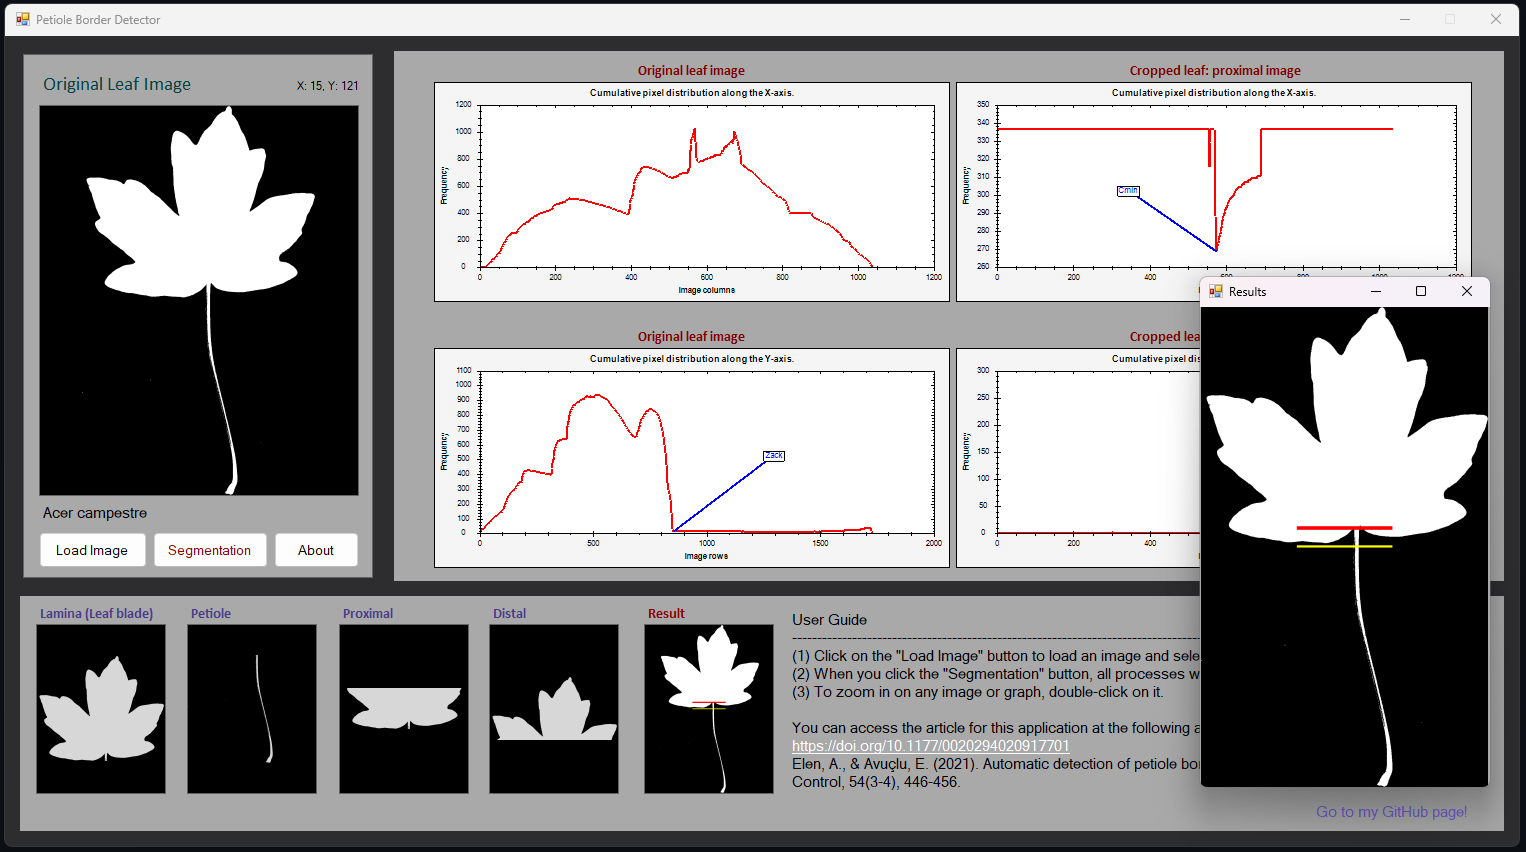 Petiole Border Detector
Original Leaf Image
X: 15, Y: 121
Acer campestre
Load Image
Segmentation
About
Original leaf image
Cumulative pixel distribution along the X-axis.
Frequency
1200
1000
800
600
400
200
0
0 200 400 600 800 1000 1200
Image columns
Cropped leaf: proximal image
Cumulative pixel distribution along the X-axis.
Frequency
350
340
330
320
310
300
290
280
270
260
Cmin
0 200 400 600 800 1000 1200
Original leaf image
Cumulative pixel distribution along the Y-axis.
Frequency
1100
1000
900
800
700
600
500
400
300
200
100
0
Zack
0 500 1000 1500 2000
Image rows
Cropped lea
Cumulative pixel dis
Frequency
300
250
200
150
100
50
0
0 200 400
Results
Lamina (Leaf blade)
Petiole
Proximal
Distal
Result
User Guide
(1) Click on the "Load Image" button to load an image and sele
(2) When you click the "Segmentation" button, all processes w
(3) To zoom in on any image or graph, double-click on it.
You can access the article for this application at the following a
https://doi.org/10.1177/0020294020917701
Elen, A., & Avuçlu, E. (2021). Automatic detection of petiole bor
Control, 54(3-4), 446-456.
Go to my GitHub page!